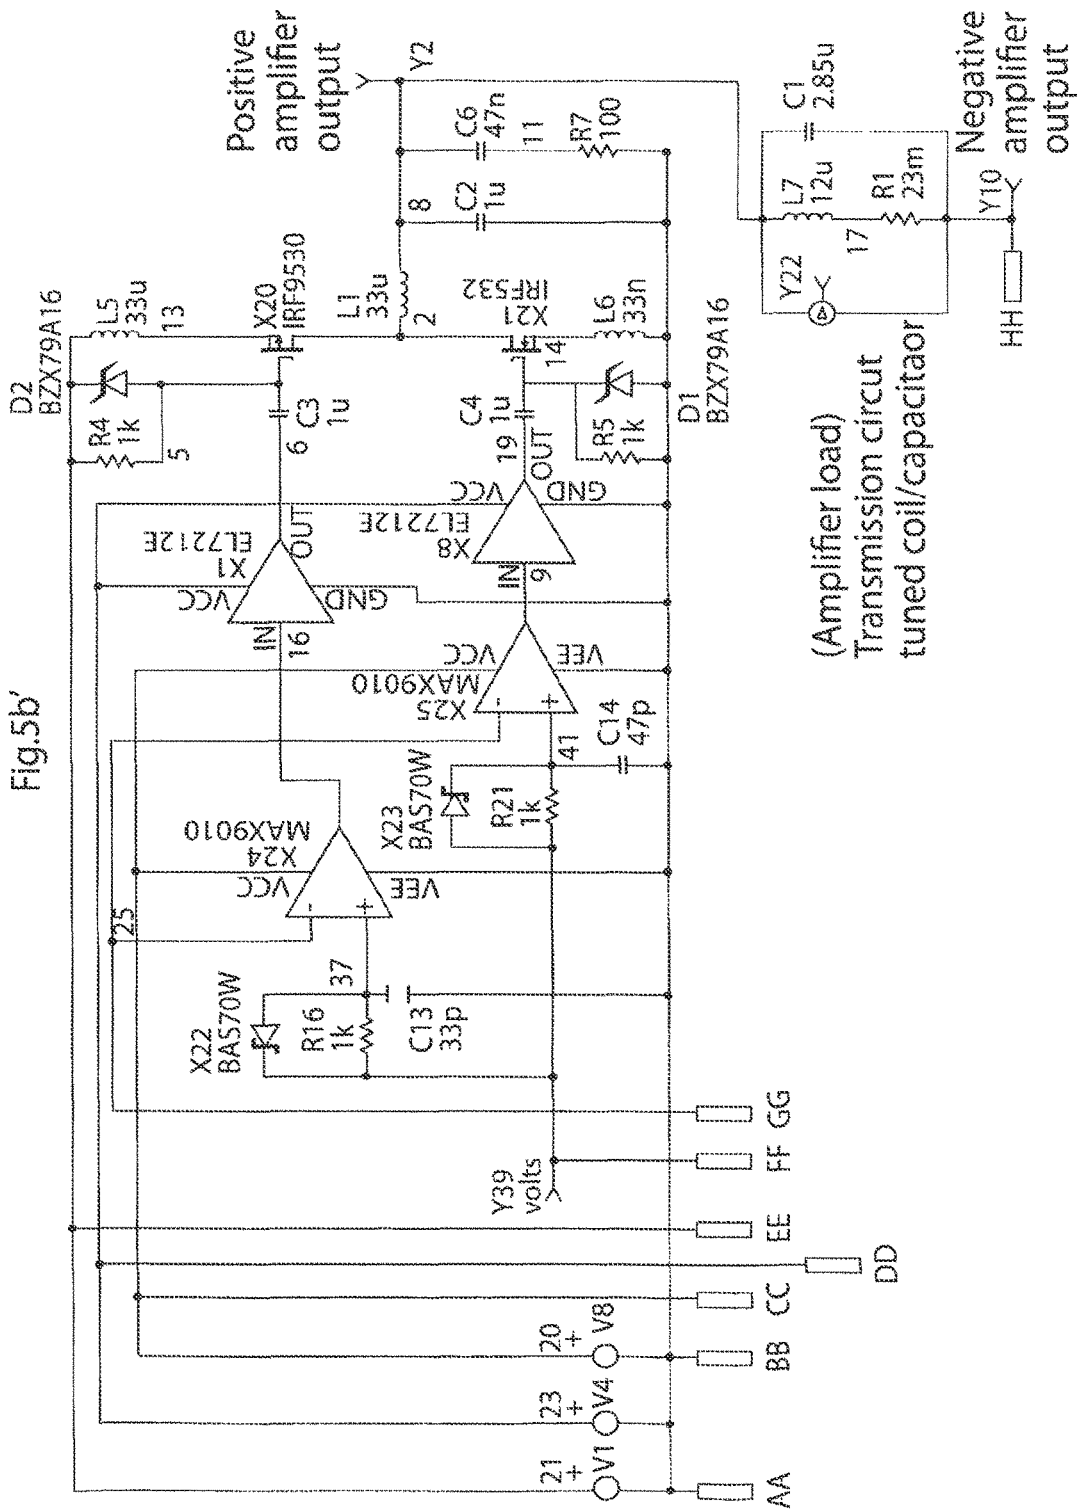 Fig.5b'
Positive
amplifier
output
Y2
D2
BZX79A16
R4
1k
5
L5
33u
13
X20
IRF9530
C3
1u
6
L1
33u
2
8
C2
1u
C6
47n
11
R7
100
X1
EL7212E
VCC
GND
IN
OUT
16
X21
IRF532
14
L6
33n
C4
1u
19
R5
1k
D1
BZX79A16
X8
EL7212E
VCC
GND
IN
OUT
9
25
X24
MAX9010
VCC
VEE
-
+
X25
MAX9010
VCC
VEE
-
+
X22
BAS70W
R16
1k
37
C13
33p
X23
BAS70W
R21
1k
41
C14
47p
Y39
volts
21
+
V1
23
+
V4
20
+
V8
AA
BB
CC
DD
EE
FF
GG
HH
C1
2.85u
L7
12u
17
R1
23m
Y22
A
Y10
Negative
amplifier
output
(Amplifier load)
Transmission circut
tuned coil/capacitaor